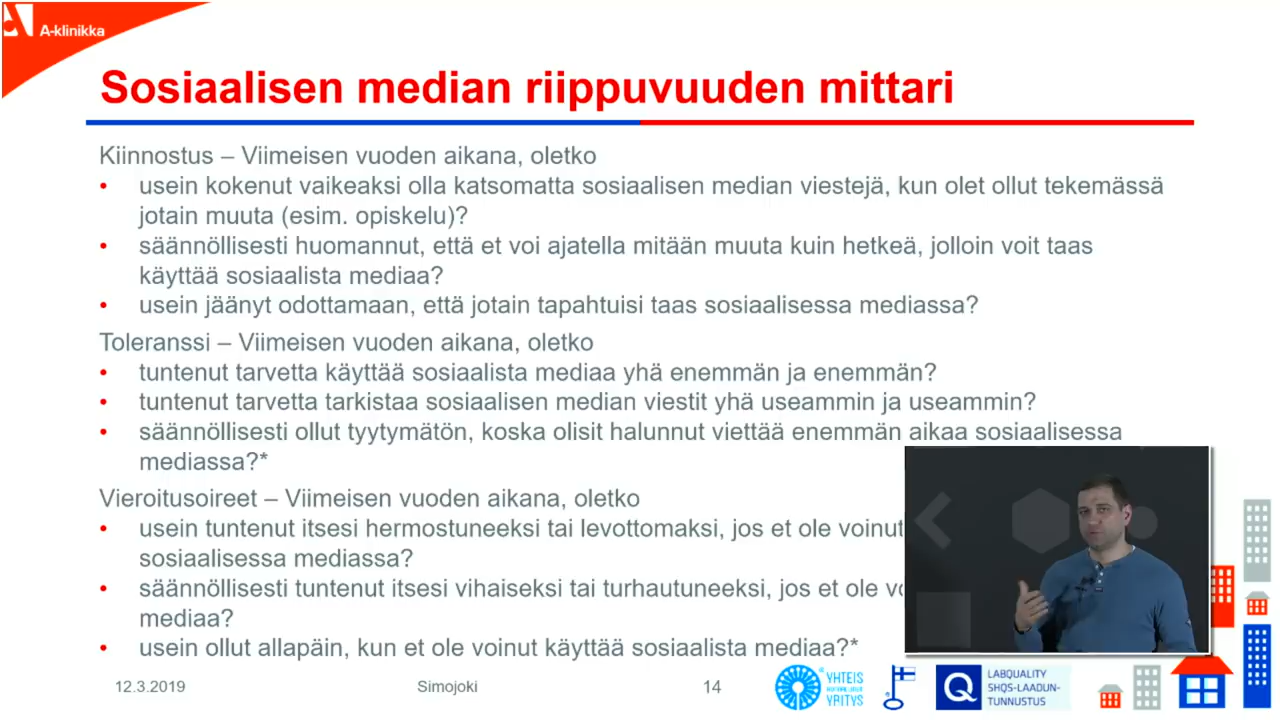 A-klinikka
Sosiaalisen median riippuvuuden mittari
Kiinnostus – Viimeisen vuoden aikana, oletko
• usein kokenut vaikeaksi olla katsomatta sosiaalisen median viestejä, kun olet ollut tekemässä
jotain muuta (esim. opiskelu)?
• säännöllisesti huomannut, että et voi ajatella mitään muuta kuin hetkeä, jolloin voit taas
käyttää sosiaalista mediaa?
• usein jäänyt odottamaan, että jotain tapahtuisi taas sosiaalisessa mediassa?
Toleranssi – Viimeisen vuoden aikana, oletko
• tuntenut tarvetta käyttää sosiaalista mediaa yhä enemmän ja enemmän?
• tuntenut tarvetta tarkistaa sosiaalisen median viestit yhä useammin ja useammin?
• säännöllisesti ollut tyytymätön, koska olisit halunnut viettää enemmän aikaa sosiaalisessa
mediassa?*
Vieroitusoireet – Viimeisen vuoden aikana, oletko
• usein tuntenut itsesi hermostuneeksi tai levottomaksi, jos et ole voinut
sosiaalisessa mediassa?
• säännöllisesti tuntenut itsesi vihaiseksi tai turhautuneeksi, jos et ole
mediaa?
• usein ollut allapäin, kun et ole voinut käyttää sosiaalista mediaa?*
12.3.2019
Simojoki
14
YHTEIS
YRITYS
Q
LABQUALITY
SHQS-LAADUN-
TUNNUSTUS